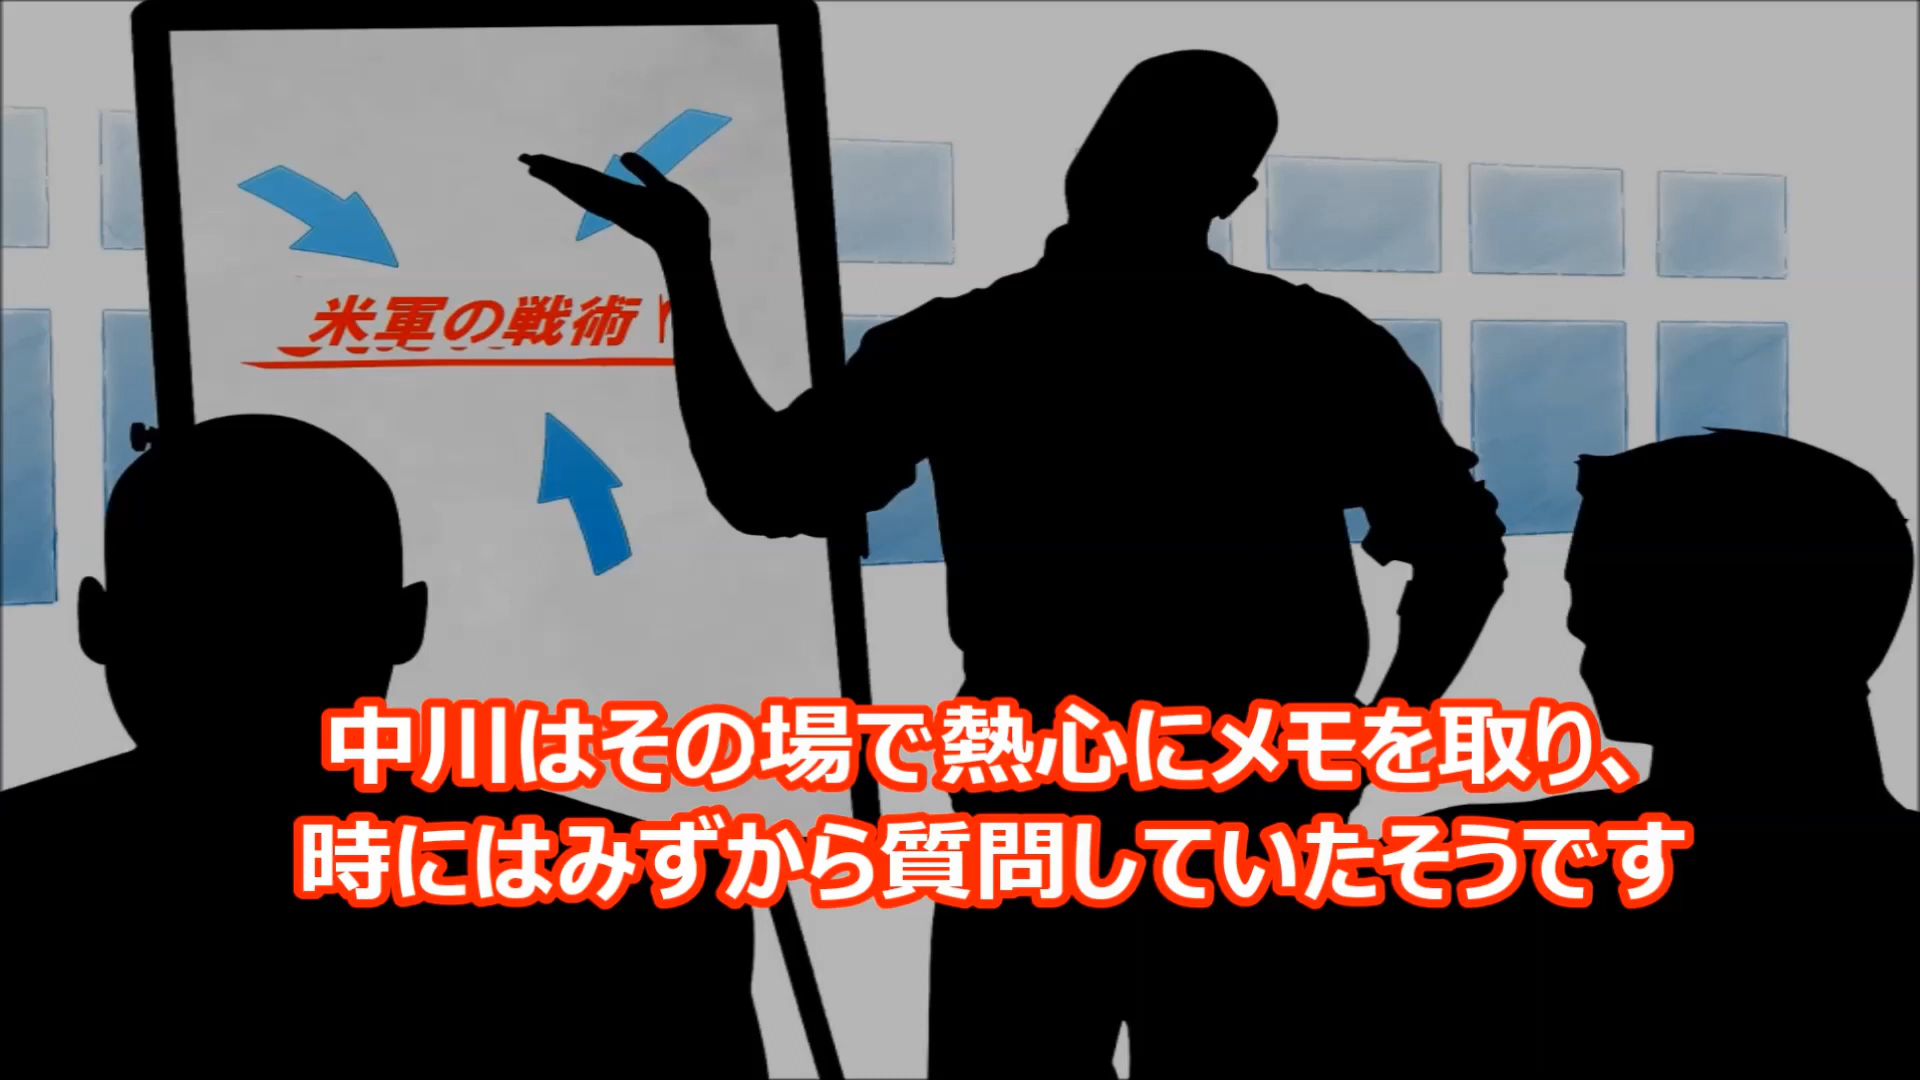 米軍の戦術
中川はその場で熱心にメモを取り、
時にはみずから質問していたそうです